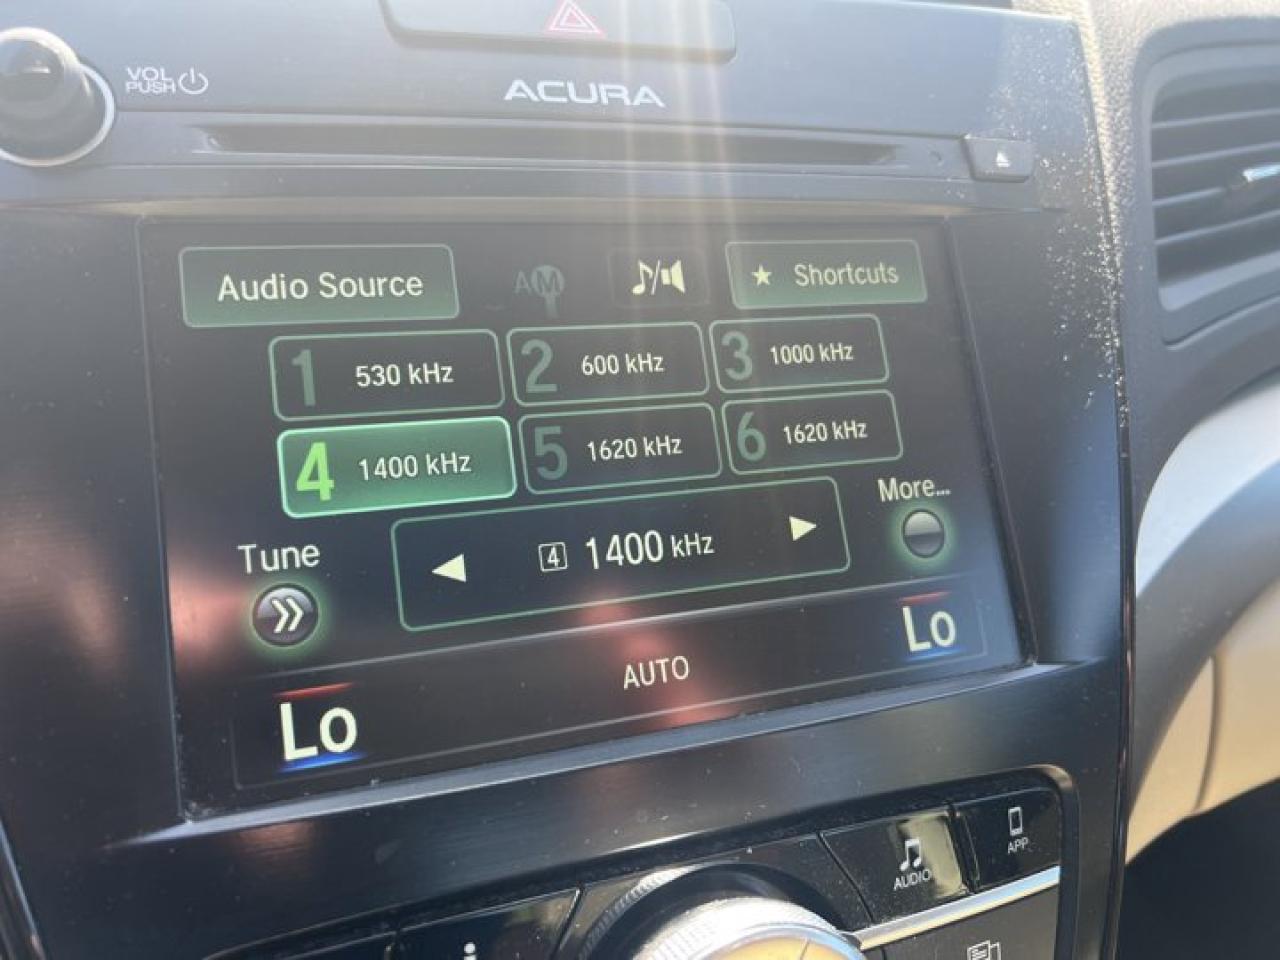 VOL
PUSH
ACURA
Audio Source
AM
Shortcuts
1 530 kHz
2 600 kHz
3 1000 kHz
4 1400 kHz
5 1620 kHz
6 1620 kHz
More...
Tune
4 1400 kHz
Lo
AUTO
Lo
AUDIO
APP
i